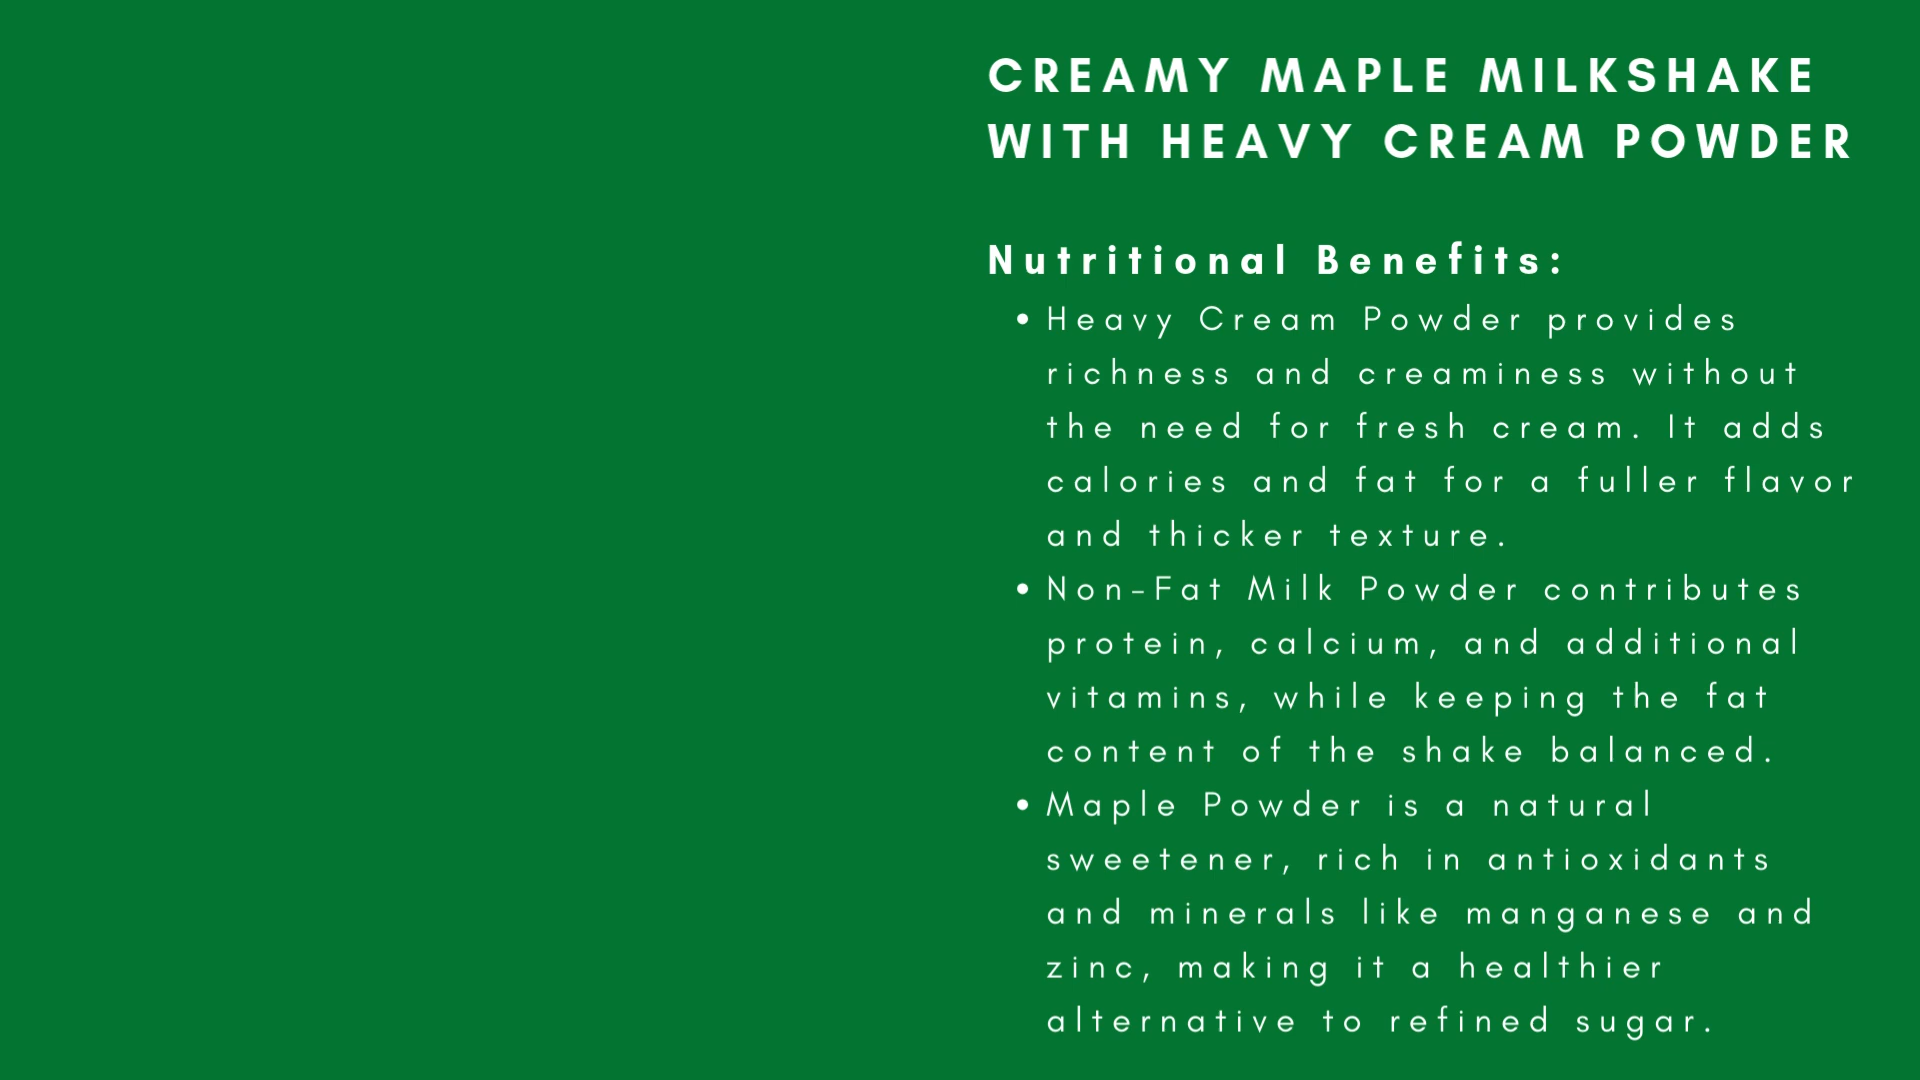 CREAMY MAPLE MILKSHAKE
WITH HEAVY CREAM POWDER
Nutritional Benefits:
• Heavy Cream Powder provides
richness and creaminess without
the need for fresh cream. It adds
calories and fat for a fuller flavor
and thicker texture.
• Non-Fat Milk Powder contributes
protein, calcium, and additional
vitamins, while keeping the fat
content of the shake balanced.
• Maple Powder is a natural
sweetener, rich in antioxidants
and minerals like manganese and
zinc, making it a healthier
alternative to refined sugar.